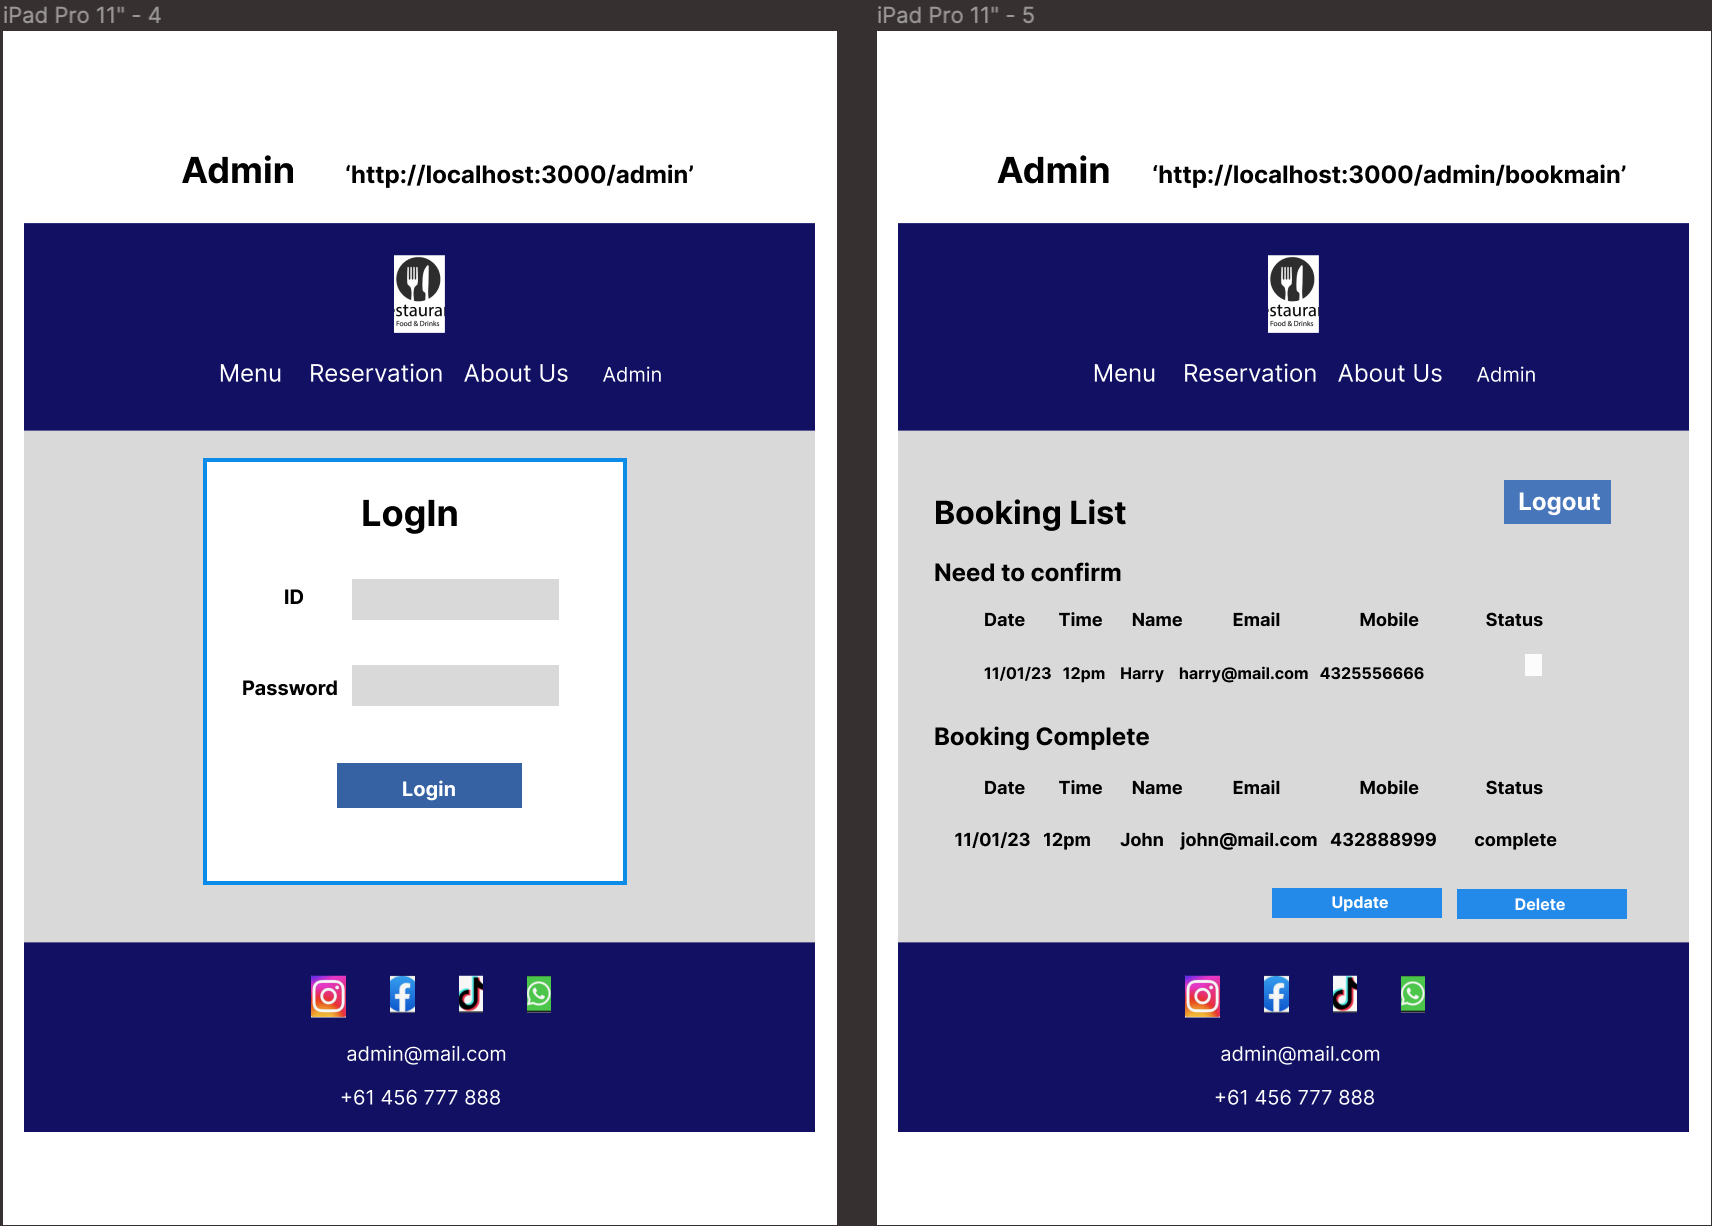 iPad Pro 11" - 4
Admin ‘http://localhost:3000/admin’
staura
Food & Drinks
Menu Reservation About Us Admin
LogIn
ID
Password
Login
admin@mail.com
+61 456 777 888
iPad Pro 11" - 5
Admin ‘http://localhost:3000/admin/bookmain’
staura
Food & Drinks
Menu Reservation About Us Admin
Logout
Booking List
Need to confirm
Date Time Name Email Mobile Status
11/01/23 12pm Harry harry@mail.com 4325556666
Booking Complete
Date Time Name Email Mobile Status
11/01/23 12pm John john@mail.com 432888999 complete
Update Delete
admin@mail.com
+61 456 777 888